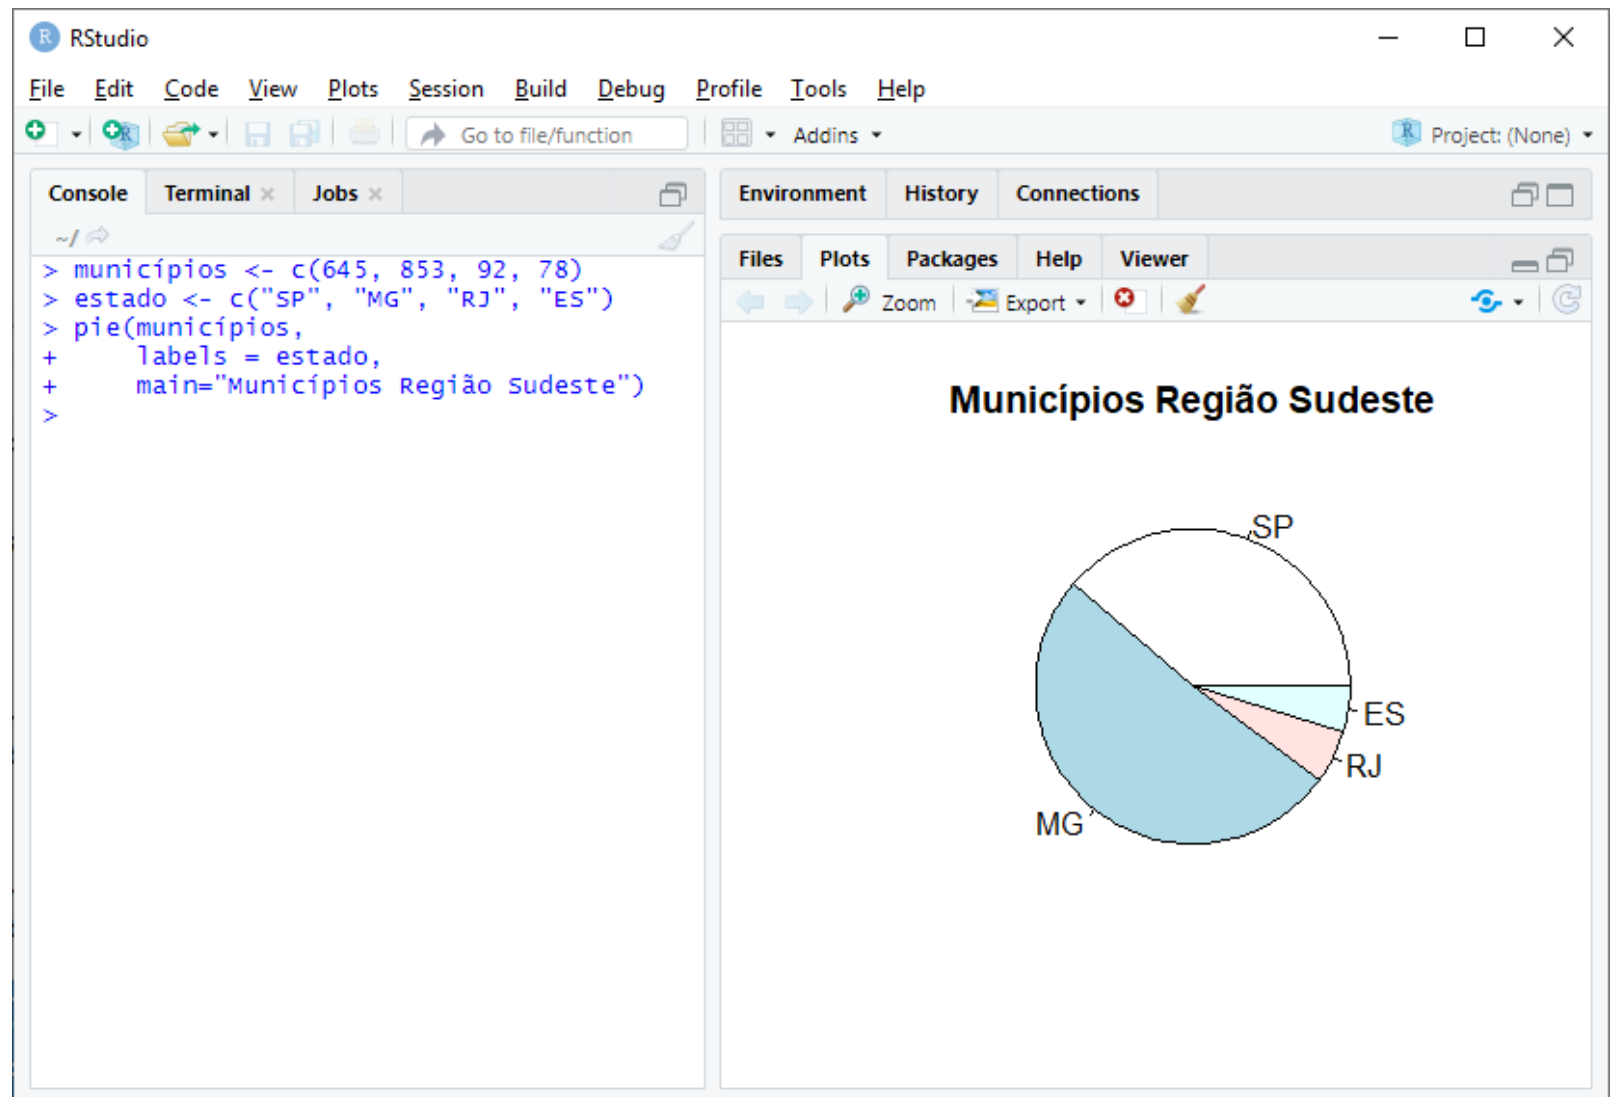 RStudio
File Edit Code View Plots Session Build Debug Profile Tools Help
Go to file/function Addins Project: (None)
Console Terminal Jobs
~/
> municípios <- c(645, 853, 92, 78)
> estado <- c("SP", "MG", "RJ", "ES")
> pie(municípios,
+     labels = estado,
+     main="Municípios Região Sudeste")
>
Environment History Connections
Files Plots Packages Help Viewer
Zoom Export
Municípios Região Sudeste
SP
ES
RJ
MG